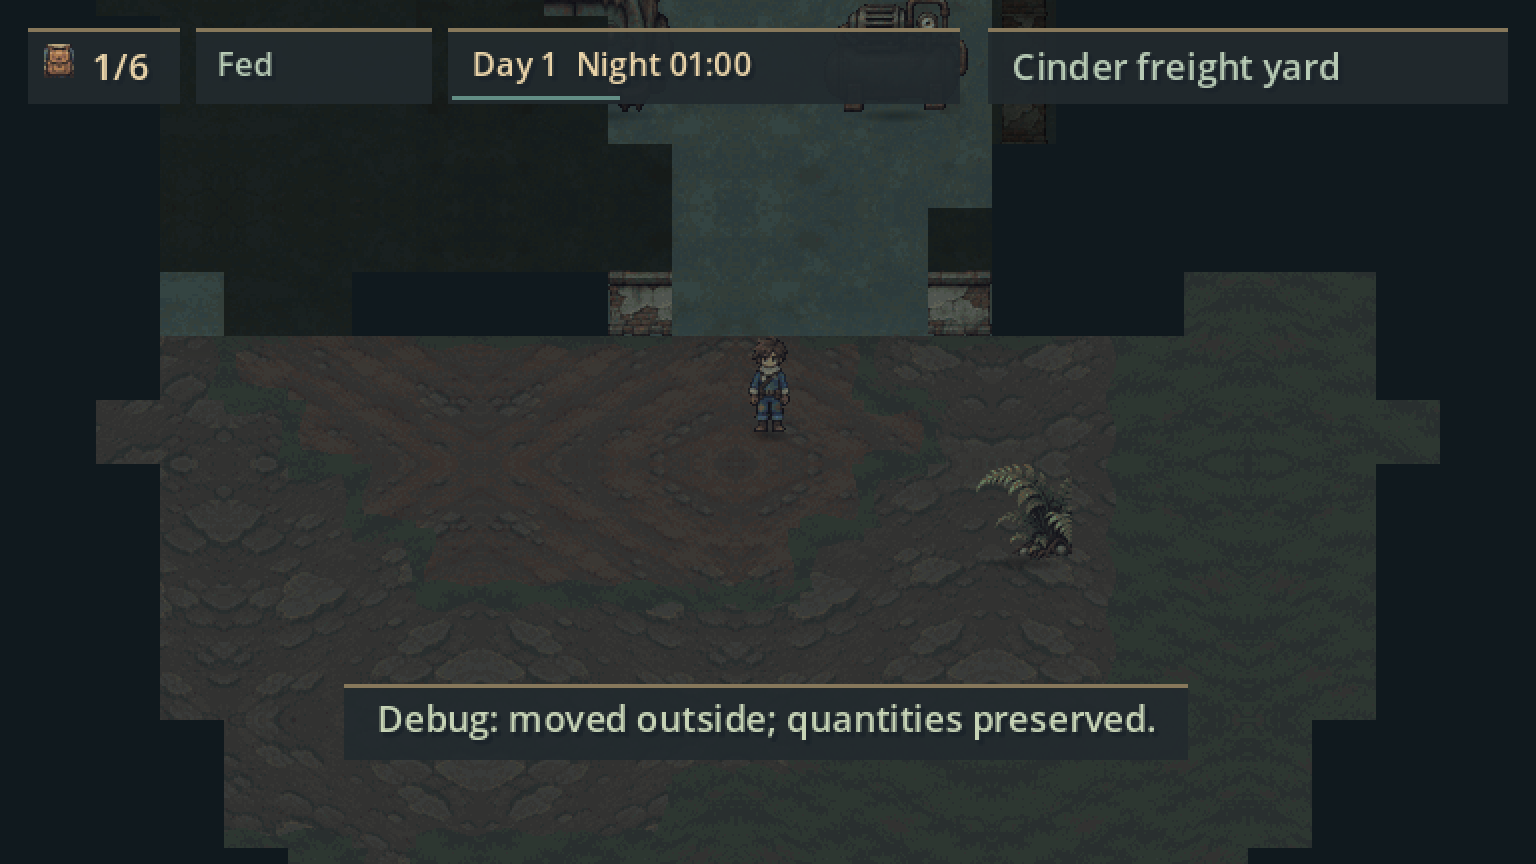 1/6
Fed
Day 1 Night 01:00
Cinder freight yard
Debug: moved outside; quantities preserved.